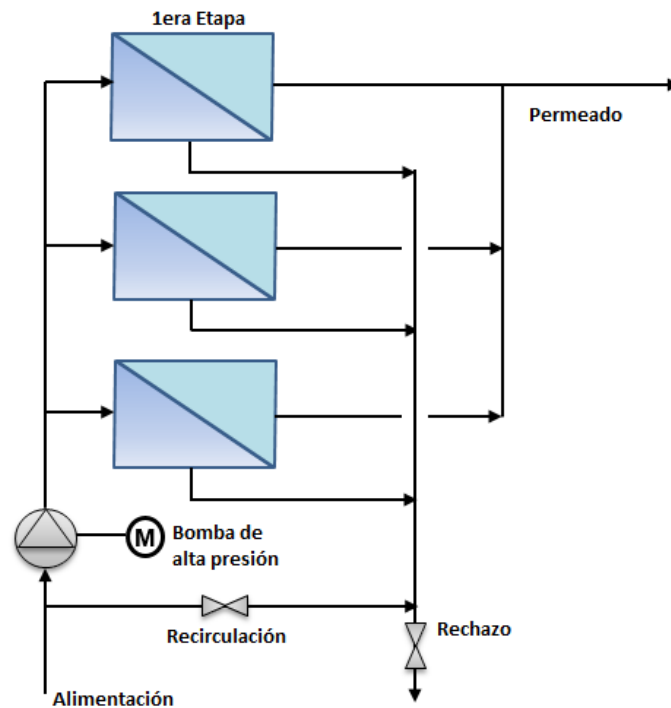 1era Etapa
Permeado
M
Bomba de
alta presión
Recirculación
Rechazo
Alimentación